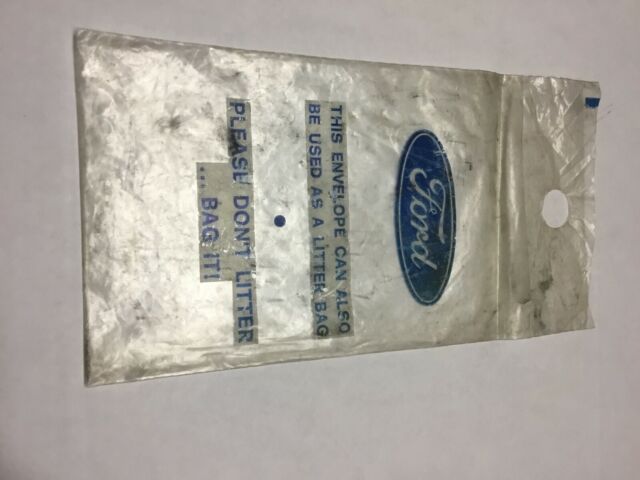 Ford
THIS ENVELOPE CAN ALSO
BE USED AS A LITTER BAG
PLEASE DON'T LITTER
... BAG IT!